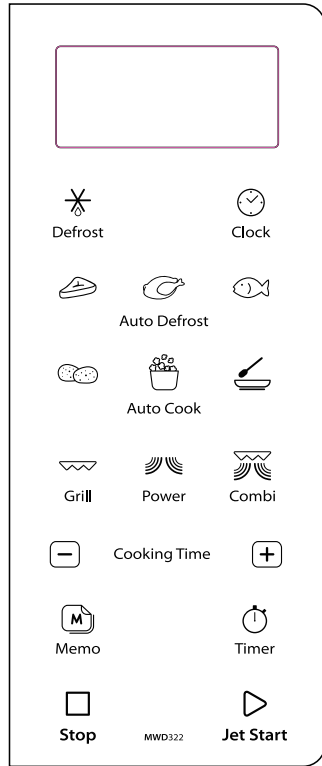 Defrost Clock
Auto Defrost
Auto Cook
Grill Power Combi
Cooking Time
M
Memo Timer
Stop MWD322 Jet Start